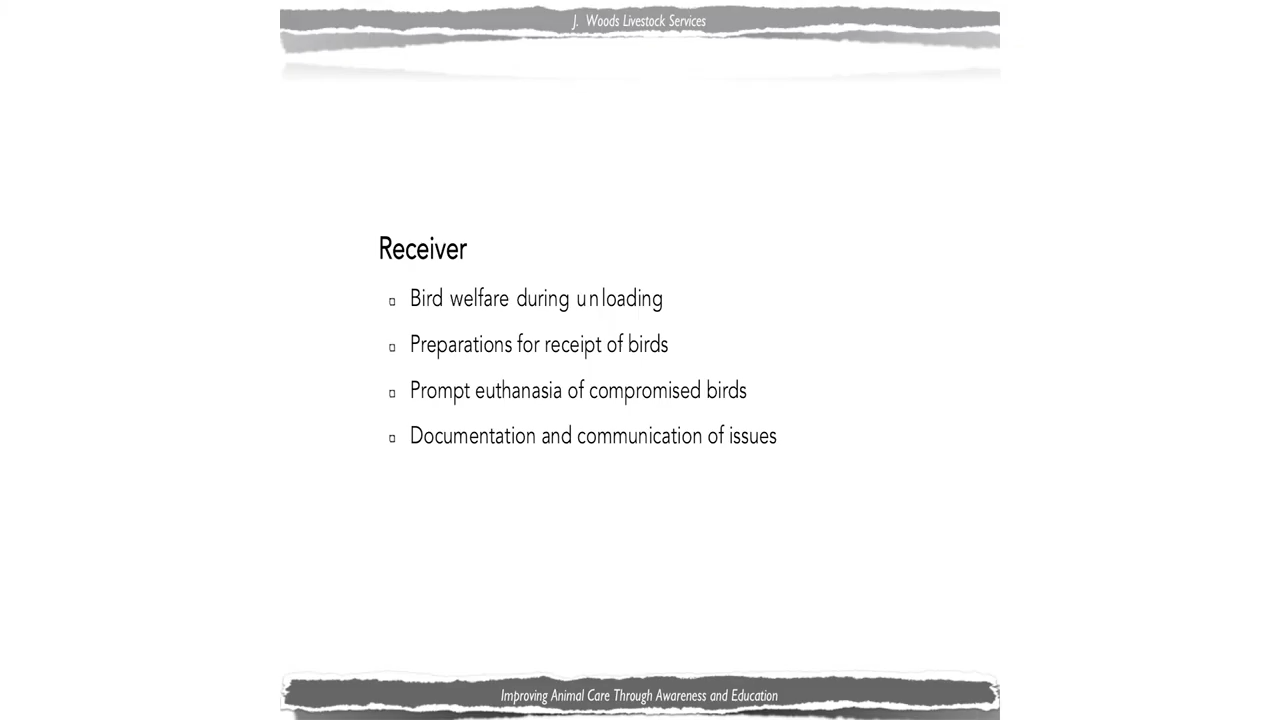 J. Woods Livestock Services
Receiver
Bird welfare during unloading
Preparations for receipt of birds
Prompt euthanasia of compromised birds
Documentation and communication of issues
Improving Animal Care Through Awareness and Education